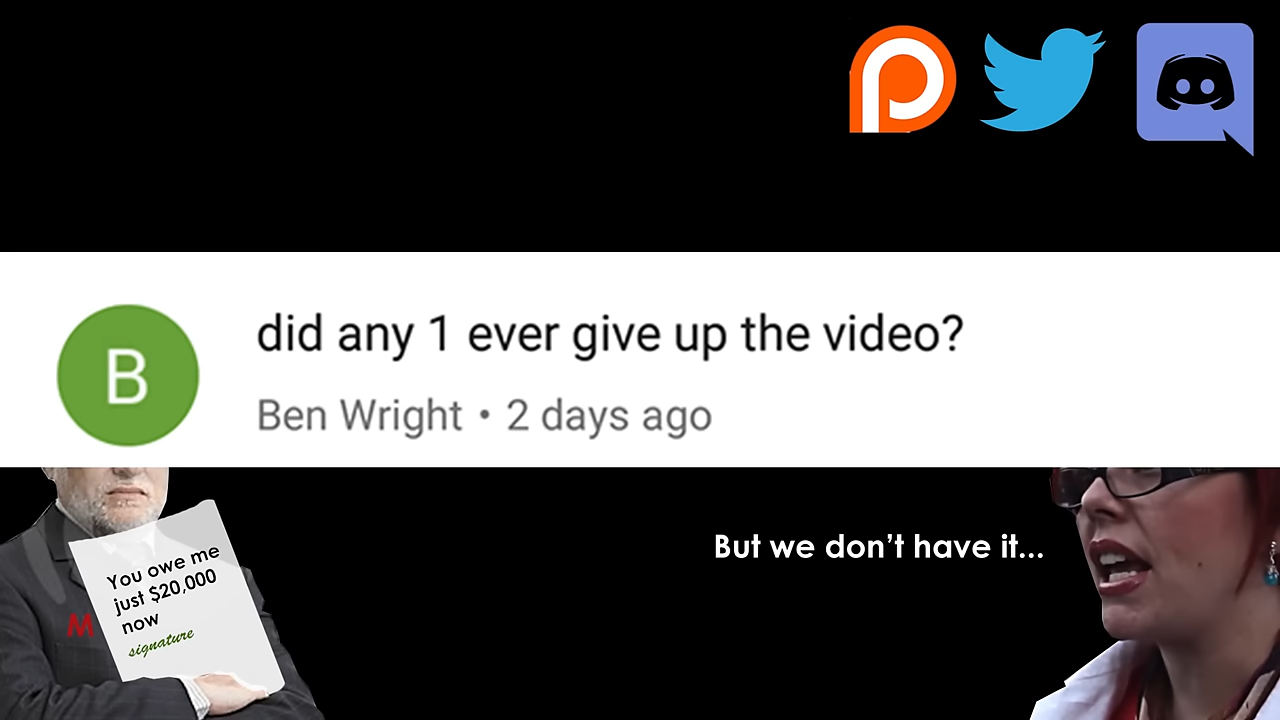 did any 1 ever give up the video?
B
Ben Wright • 2 days ago
You owe me
just $20,000
now
signature
M
But we don't have it...